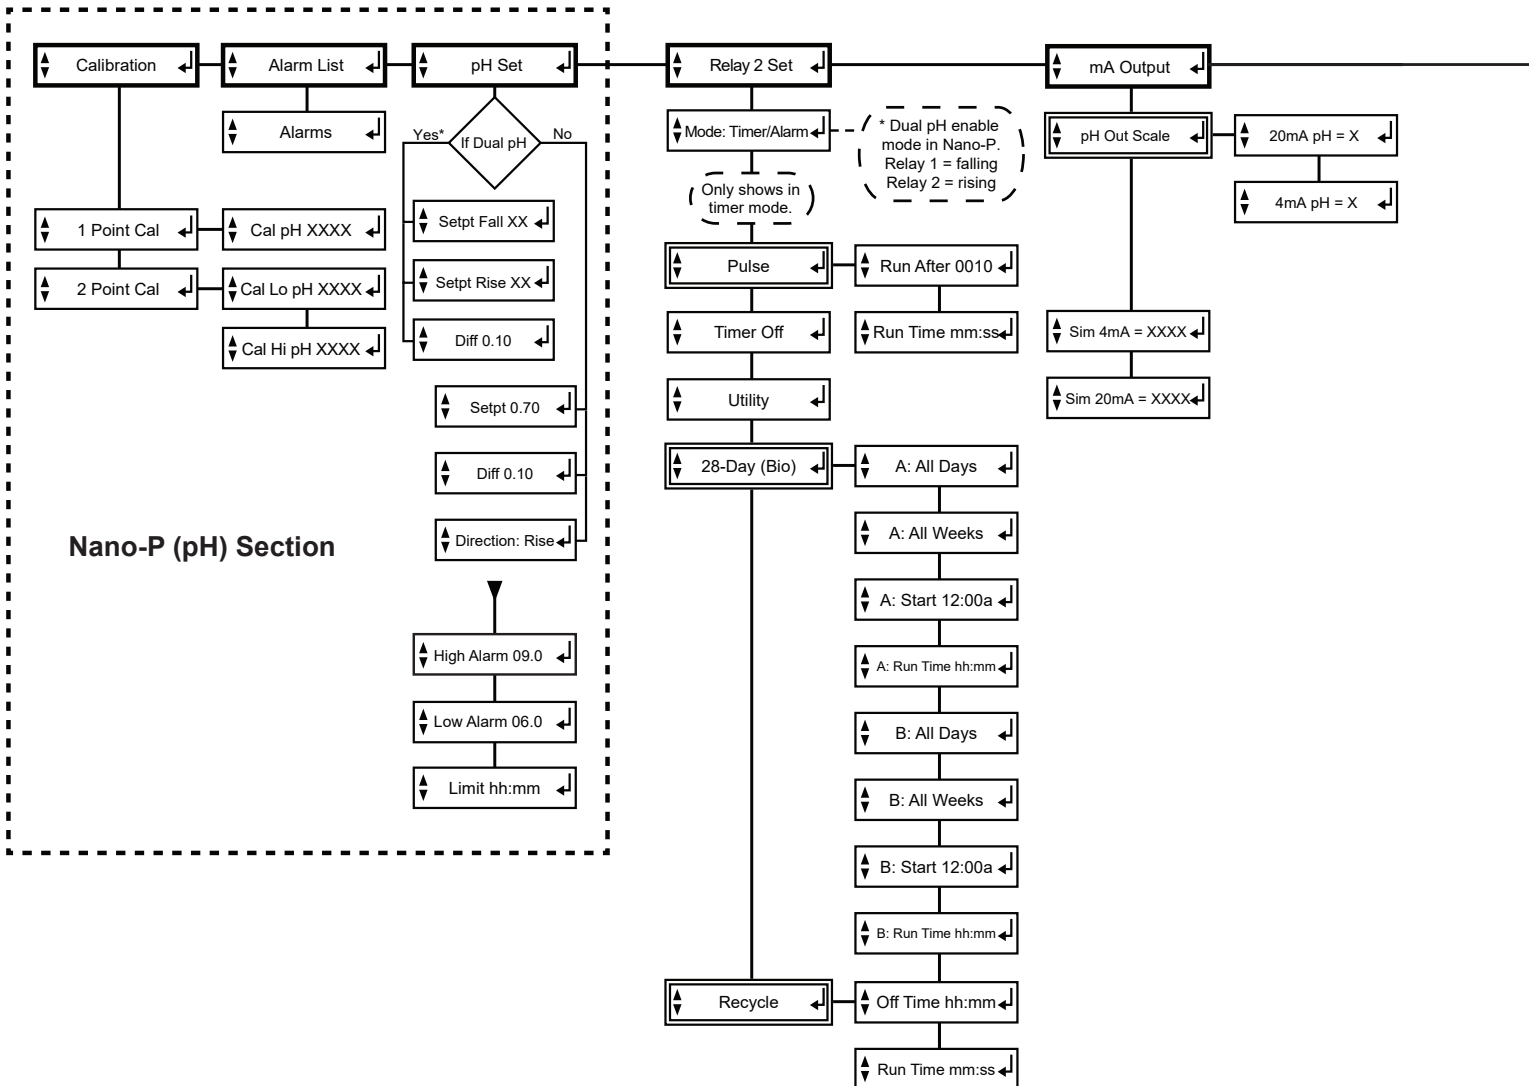 Calibration
Alarm List
pH Set
Relay 2 Set
mA Output
Alarms
Yes*
If Dual pH
No
Mode: Timer/Alarm
* Dual pH enable
mode in Nano-P.
Relay 1 = falling
Relay 2 = rising
pH Out Scale
20mA pH = X
4mA pH = X
Only shows in
timer mode.
1 Point Cal
Cal pH XXXX
Setpt Fall XX
2 Point Cal
Cal Lo pH XXXX
Setpt Rise XX
Cal Hi pH XXXX
Diff 0.10
Setpt 0.70
Diff 0.10
Direction: Rise
Nano-P (pH) Section
High Alarm 09.0
Low Alarm 06.0
Limit hh:mm
Pulse
Run After 0010
Timer Off
Run Time mm:ss
Utility
28-Day (Bio)
A: All Days
A: All Weeks
A: Start 12:00a
A: Run Time hh:mm
B: All Days
B: All Weeks
B: Start 12:00a
B: Run Time hh:mm
Recycle
Off Time hh:mm
Run Time mm:ss
Sim 4mA = XXXX
Sim 20mA = XXXX